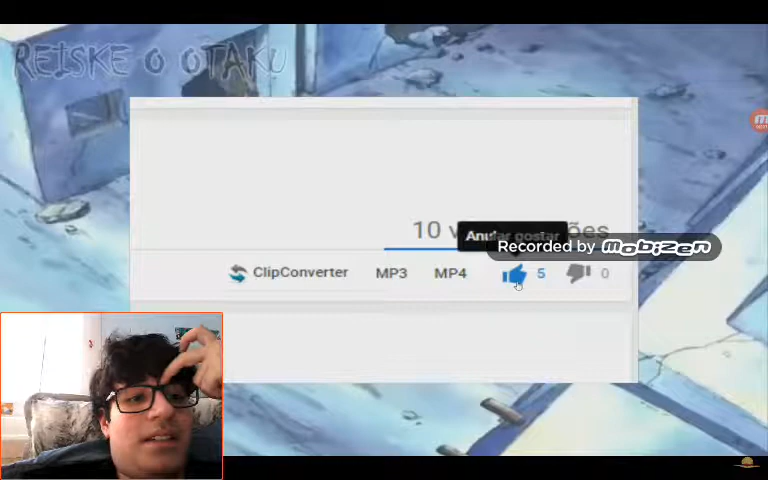 REISKE O OTAKU
10 v
ões
Anular gostar
Recorded by mobizen
ClipConverter MP3 MP4 5 0